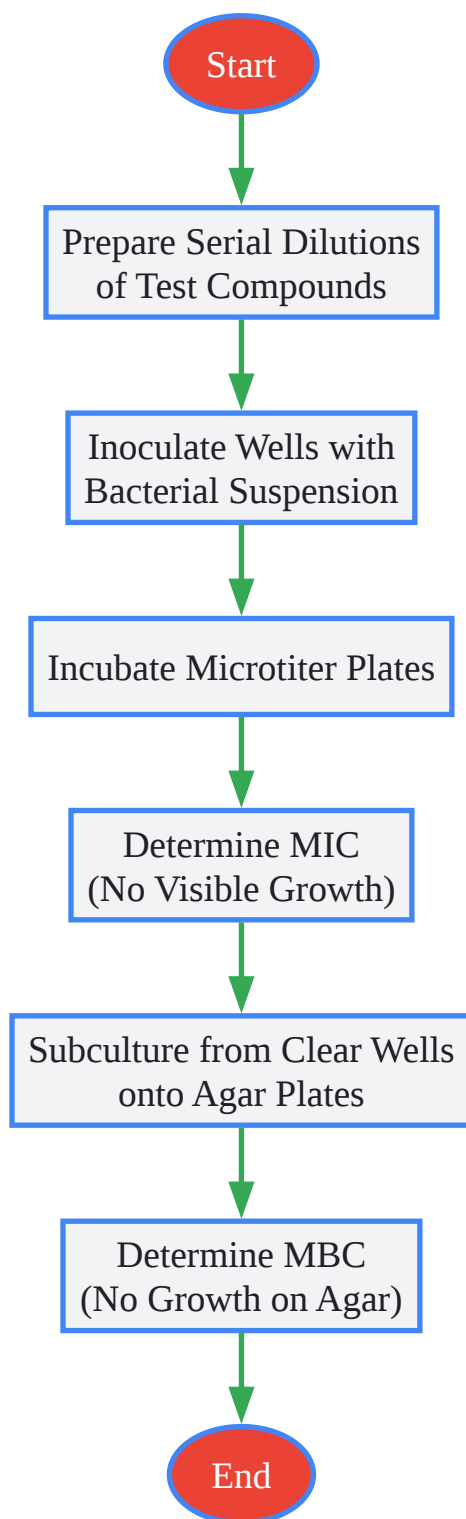 Start
Prepare Serial Dilutions
of Test Compounds
Inoculate Wells with
Bacterial Suspension
Incubate Microtiter Plates
Determine MIC
(No Visible Growth)
Subculture from Clear Wells
onto Agar Plates
Determine MBC
(No Growth on Agar)
End